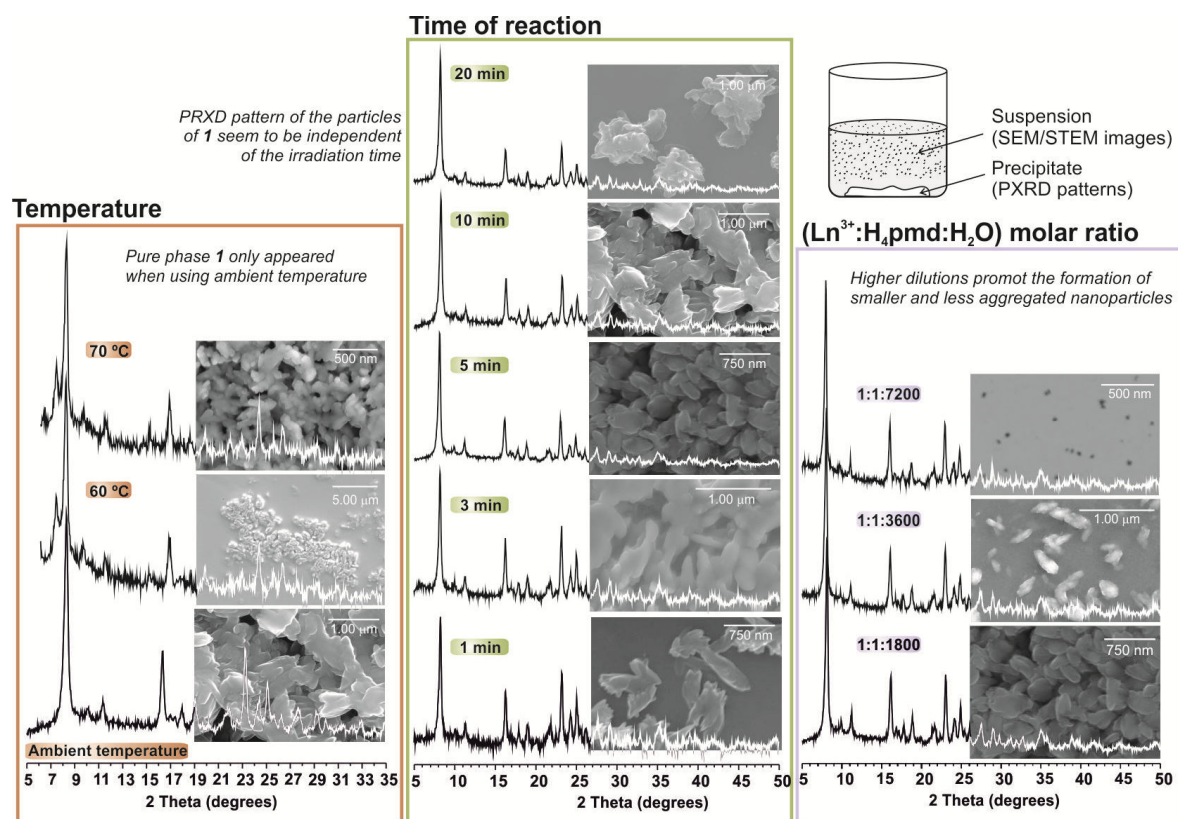 Time of reaction
PRXD pattern of the particles
of 1 seem to be independent
of the irradiation time
20 min
1.00 μm
10 min
1.00 μm
5 min
750 nm
3 min
1.00 μm
1 min
750 nm
5 10 15 20 25 30 35 40 45 50
2 Theta (degrees)
Temperature
Pure phase 1 only appeared
when using ambient temperature
70 ºC
500 nm
60 ºC
5.00 μm
1.00 μm
Ambient temperature
5 7 9 11 13 15 17 19 21 23 25 27 29 31 33 35
2 Theta (degrees)
Suspension
(SEM/STEM images)
Precipitate
(PXRD patterns)
(Ln³⁺:H₄pmd:H₂O) molar ratio
Higher dilutions promot the formation of
smaller and less aggregated nanoparticles
1:1:7200
500 nm
1:1:3600
1.00 μm
1:1:1800
750 nm
5 10 15 20 25 30 35 40 45 50
2 Theta (degrees)